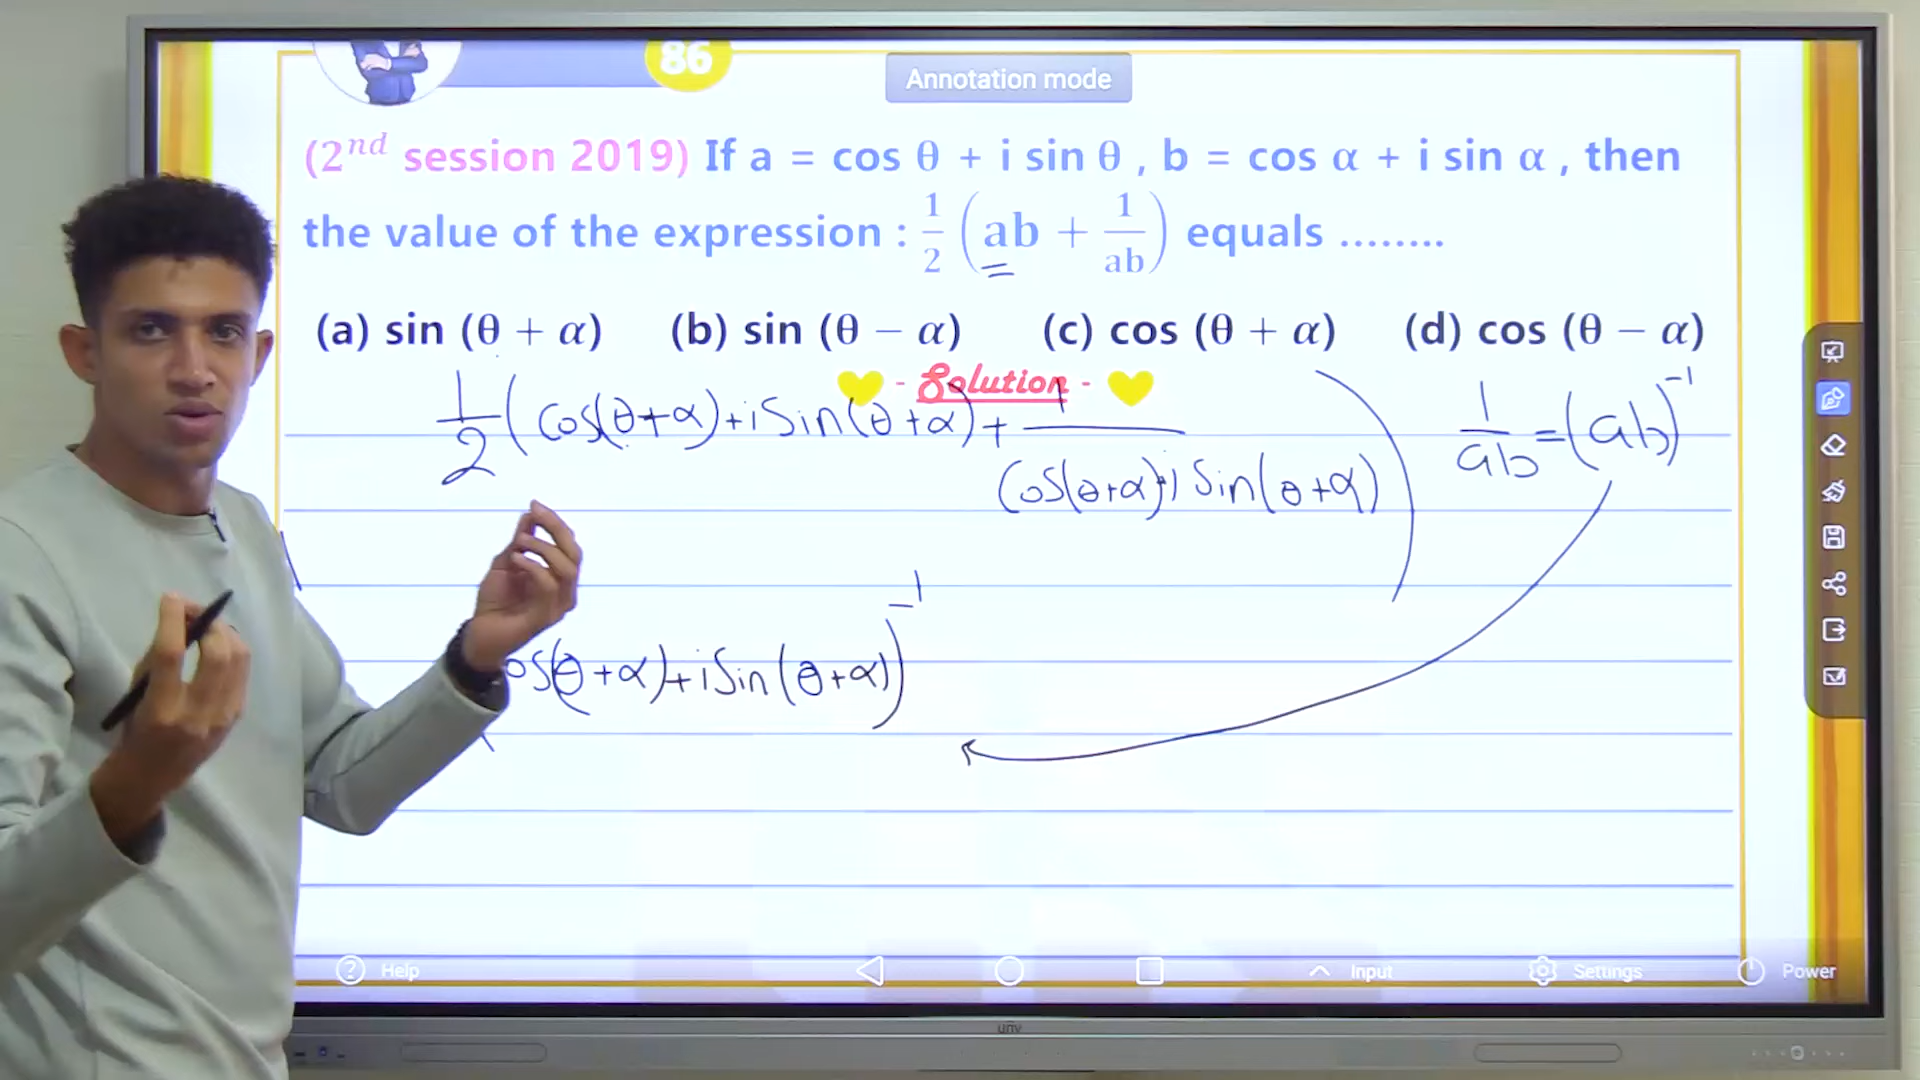 86
Annotation mode
(2nd session 2019) If a = cos θ + i sin θ , b = cos α + i sin α , then
the value of the expression : 1/2 (ab + 1/ab) equals ........
(a) sin (θ + α) (b) sin (θ − α) (c) cos (θ + α) (d) cos (θ − α)
- Solution -
1/2 (cos(θ+α)+i sin(θ+α)+ 1/(cos(θ+α)+i sin(θ+α)))
1/ab = (ab)^-1
os(θ+α)+i sin(θ+α))^-1
Help
Input
Settings
Power
unv